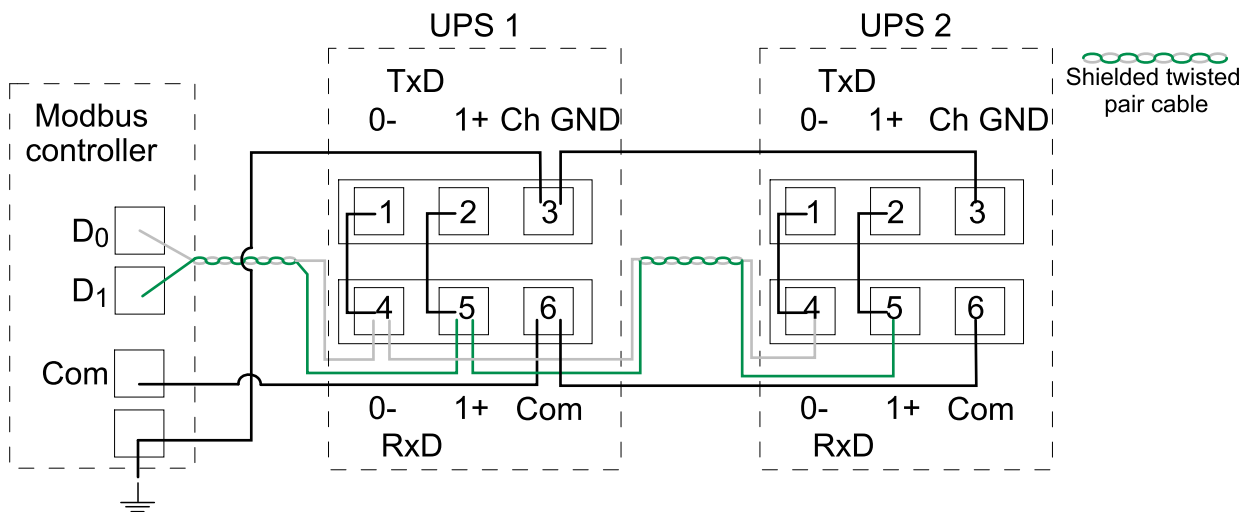 UPS 1
UPS 2
Shielded twisted
pair cable
Modbus
controller
TxD
0- 1+ Ch GND
TxD
0- 1+ Ch GND
1 2 3
1 2 3
D0
D1
4 5 6
4 5 6
Com
0- 1+ Com
RxD
0- 1+ Com
RxD